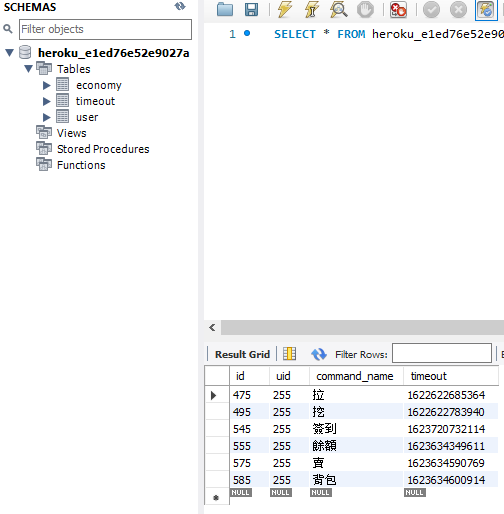 SCHEMAS
Filter objects
heroku_e1ed76e52e9027a
Tables
economy
timeout
user
Views
Stored Procedures
Functions
1 SELECT * FROM heroku_e1ed76e52e90
Result Grid Filter Rows: E
id uid command_name timeout
475 255 拉 1622622685364
495 255 挖 1622622783940
545 255 簽到 1623720732114
555 255 餘額 1623634349611
575 255 賣 1623634590769
585 255 背包 1623634600914
NULL NULL NULL NULL